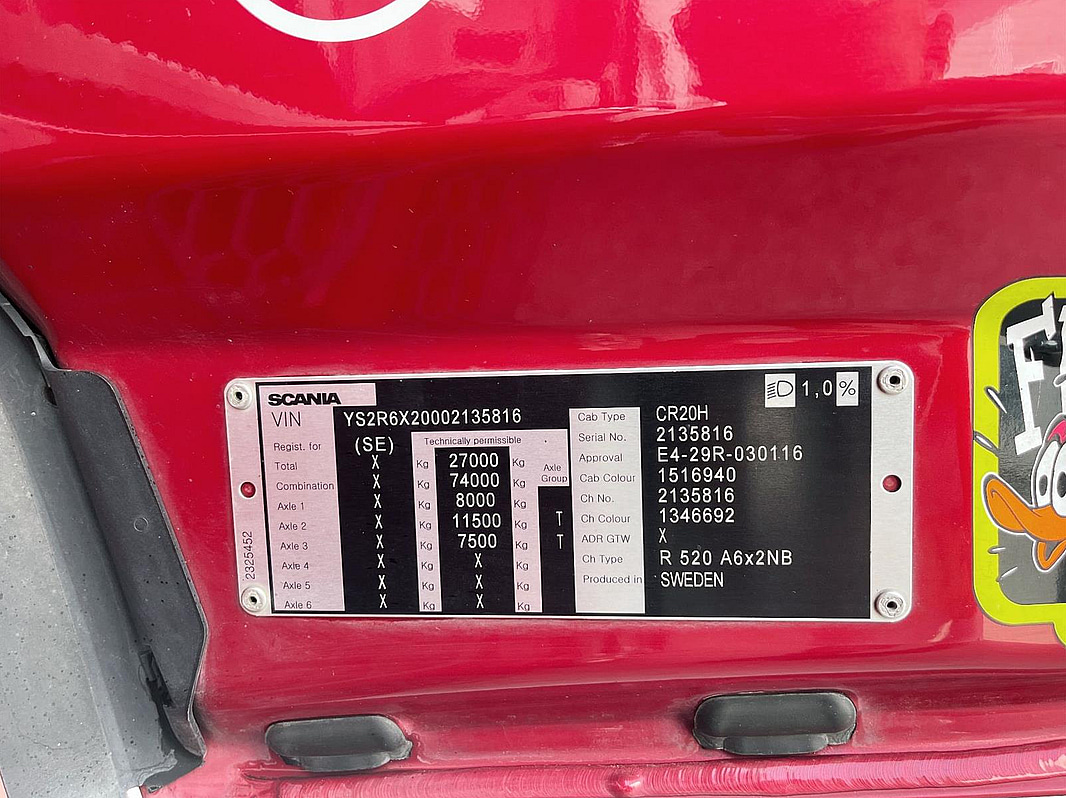 SCANIA
VIN YS2R6X20002135816
Regist. for (SE) Technically permissible
Total X Kg 27000 Kg Axle Group
Combination X Kg 74000 Kg
Axle 1 X Kg 8000 Kg
Axle 2 X Kg 11500 Kg T
Axle 3 X Kg 7500 Kg T
Axle 4 X Kg X Kg
Axle 5 X Kg X Kg
Axle 6 X Kg X Kg
2325452
1,0 %
Cab Type CR20H
Serial No. 2135816
Approval E4-29R-030116
Cab Colour 1516940
Ch No. 2135816
Ch Colour 1346692
ADR GTW X
Ch Type R 520 A6x2NB
Produced in SWEDEN